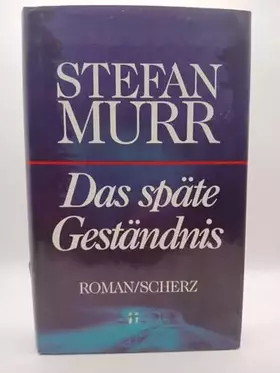 STEFAN
MURR
Das späte
Geständnis
ROMAN/SCHERZ